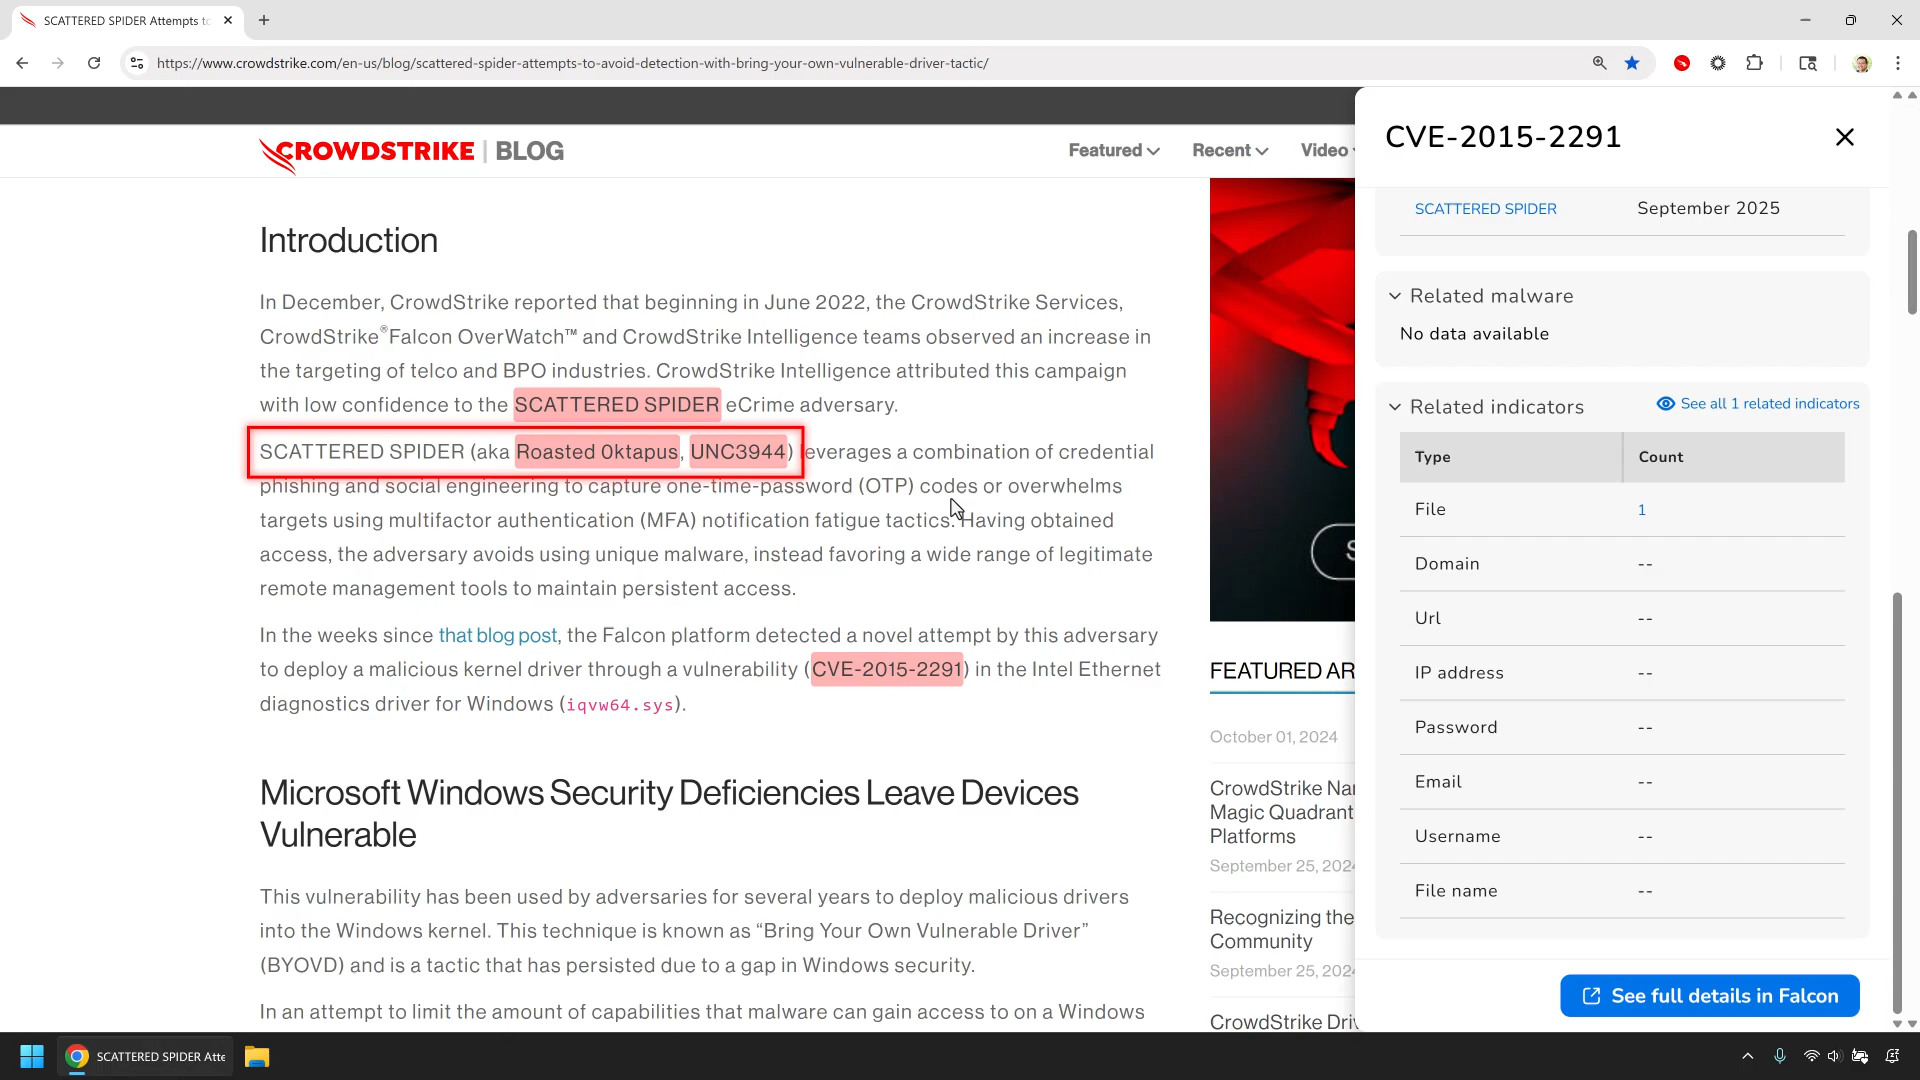 SCATTERED SPIDER Attempts to
https://www.crowdstrike.com/en-us/blog/scattered-spider-attempts-to-avoid-detection-with-bring-your-own-vulnerable-driver-tactic/
CROWDSTRIKE | BLOG
Featured
Recent
Video
Introduction
In December, CrowdStrike reported that beginning in June 2022, the CrowdStrike Services,
CrowdStrike® Falcon OverWatch™ and CrowdStrike Intelligence teams observed an increase in
the targeting of telco and BPO industries. CrowdStrike Intelligence attributed this campaign
with low confidence to the SCATTERED SPIDER eCrime adversary.
SCATTERED SPIDER (aka Roasted 0ktapus, UNC3944) leverages a combination of credential
phishing and social engineering to capture one-time-password (OTP) codes or overwhelms
targets using multifactor authentication (MFA) notification fatigue tactics. Having obtained
access, the adversary avoids using unique malware, instead favoring a wide range of legitimate
remote management tools to maintain persistent access.
In the weeks since that blog post, the Falcon platform detected a novel attempt by this adversary
to deploy a malicious kernel driver through a vulnerability (CVE-2015-2291) in the Intel Ethernet
diagnostics driver for Windows (iqvw64.sys).
Microsoft Windows Security Deficiencies Leave Devices
Vulnerable
This vulnerability has been used by adversaries for several years to deploy malicious drivers
into the Windows kernel. This technique is known as “Bring Your Own Vulnerable Driver”
(BYOVD) and is a tactic that has persisted due to a gap in Windows security.
In an attempt to limit the amount of capabilities that malware can gain access to on a Windows
S
FEATURED AR
October 01, 2024
CrowdStrike Nam
Magic Quadrant
Platforms
September 25, 2024
Recognizing the
Community
September 25, 2024
CrowdStrike Driv
CVE-2015-2291
SCATTERED SPIDER September 2025
Related malware
No data available
Related indicators See all 1 related indicators
Type Count
File 1
Domain --
Url --
IP address --
Password --
Email --
Username --
File name --
See full details in Falcon
SCATTERED SPIDER Atte